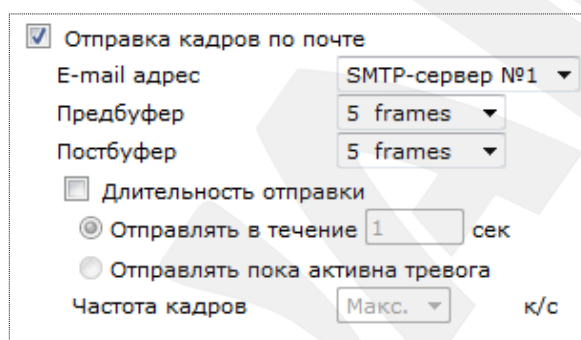 Отправка кадров по почте
E-mail адрес SMTP-сервер №1
Предбуфер 5 frames
Постбуфер 5 frames
Длительность отправки
Отправлять в течение 1 сек
Отправлять пока активна тревога
Частота кадров Макс. к/с